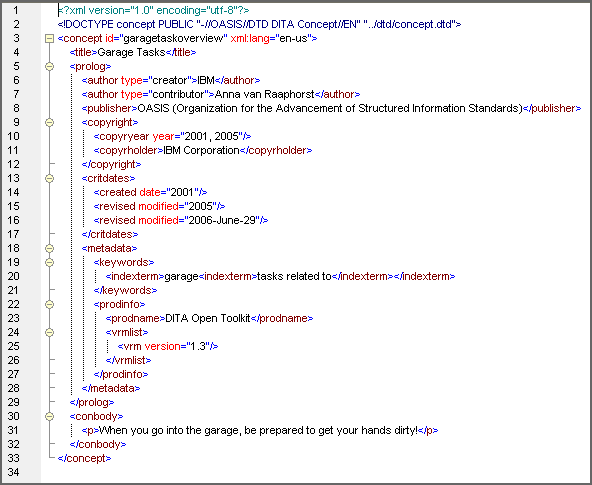 1 <?xml version="1.0" encoding="utf-8"?>
2 <!DOCTYPE concept PUBLIC "-//OASIS//DTD DITA Concept//EN" "../dtd/concept.dtd">
3 <concept id="garagetaskoverview" xml:lang="en-us">
4 <title>Garage Tasks</title>
5 <prolog>
6 <author type="creator">IBM</author>
7 <author type="contributor">Anna van Raaphorst</author>
8 <publisher>OASIS (Organization for the Advancement of Structured Information Standards)</publisher>
9 <copyright>
10 <copyryear year="2001, 2005"/>
11 <copyrholder>IBM Corporation</copyrholder>
12 </copyright>
13 <critdates>
14 <created date="2001"/>
15 <revised modified="2005"/>
16 <revised modified="2006-June-29"/>
17 </critdates>
18 <metadata>
19 <keywords>
20 <indexterm>garage<indexterm>tasks related to</indexterm></indexterm>
21 </keywords>
22 <prodinfo>
23 <prodname>DITA Open Toolkit</prodname>
24 <vrmlist>
25 <vrm version="1.3"/>
26 </vrmlist>
27 </prodinfo>
28 </metadata>
29 </prolog>
30 <conbody>
31 <p>When you go into the garage, be prepared to get your hands dirty!</p>
32 </conbody>
33 </concept>
34